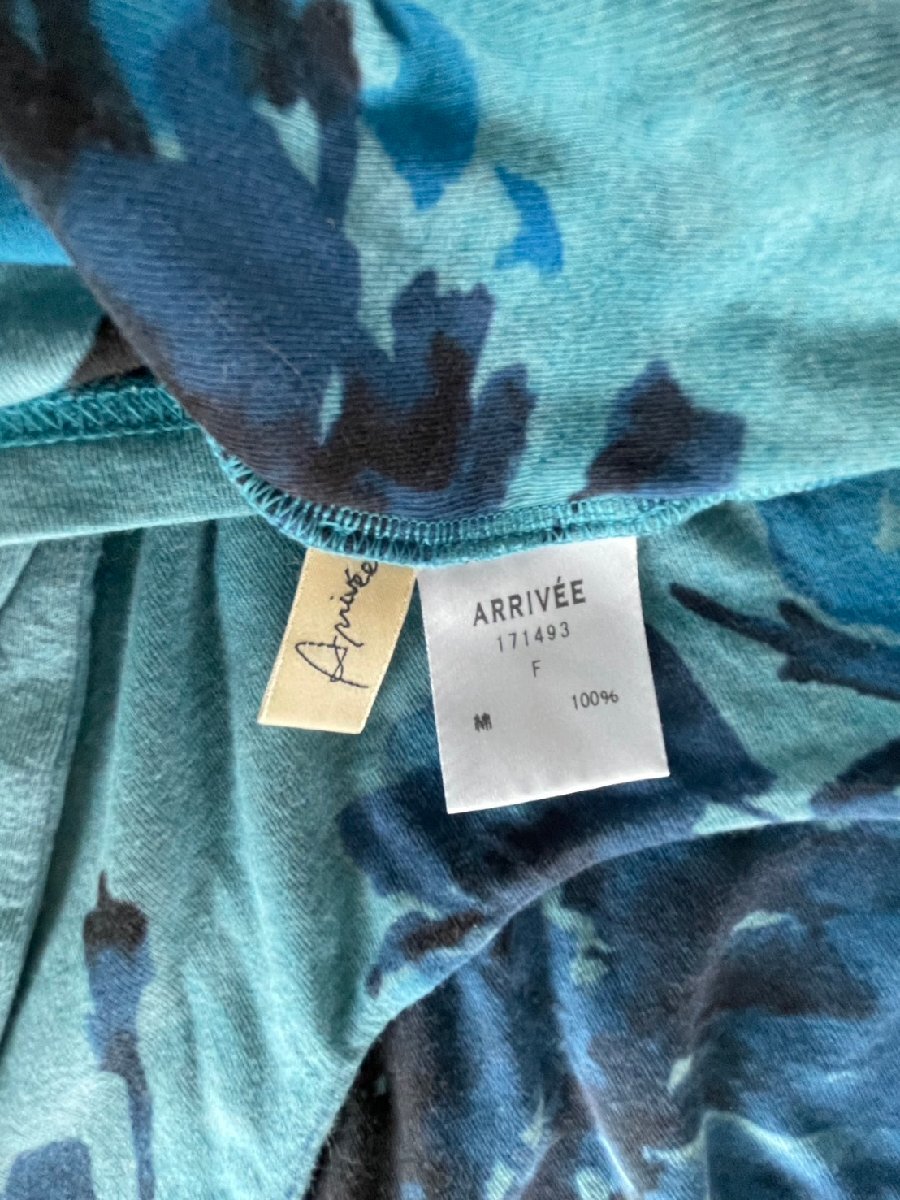 Arrivée
ARRIVÉE
171493
F
M 100%